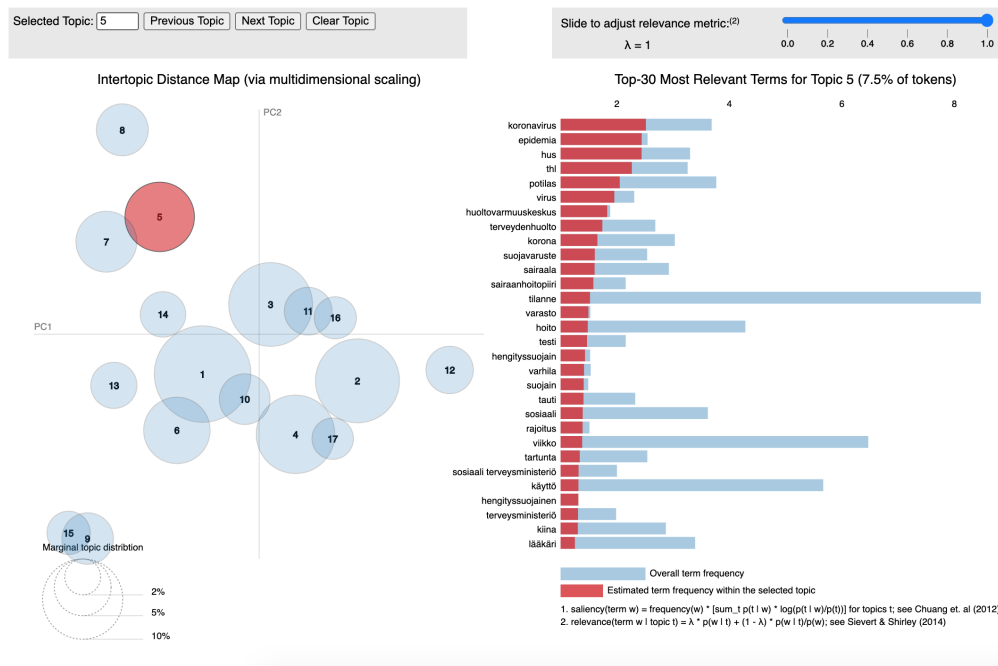 Selected Topic: 5 Previous Topic Next Topic Clear Topic
Slide to adjust relevance metric:(2)
λ = 1
0.0 0.2 0.4 0.6 0.8 1.0
Intertopic Distance Map (via multidimensional scaling)
PC2
PC1
8
5
7
3
11
16
14
1
2
12
13
10
6
4
17
15
9
Marginal topic distribtion
2%
5%
10%
Top-30 Most Relevant Terms for Topic 5 (7.5% of tokens)
2 4 6 8
koronavirus
epidemia
hus
thl
potilas
virus
huoltovarmuuskeskus
terveydenhuolto
korona
suojavaruste
sairaala
sairaanhoitopiiri
tilanne
varasto
hoito
testi
hengityssuojain
varhila
suojain
tauti
sosiaali
rajoitus
viikko
tartunta
sosiaali terveysministeriö
käyttö
hengityssuojainen
terveysministeriö
kiina
lääkäri
Overall term frequency
Estimated term frequency within the selected topic
1. saliency(term w) = frequency(w) * [sum_t p(t | w) * log(p(t | w)/p(t))] for topics t; see Chuang et. al (2012)
2. relevance(term w | topic t) = λ * p(w | t) + (1 - λ) * p(w | t)/p(w); see Sievert & Shirley (2014)